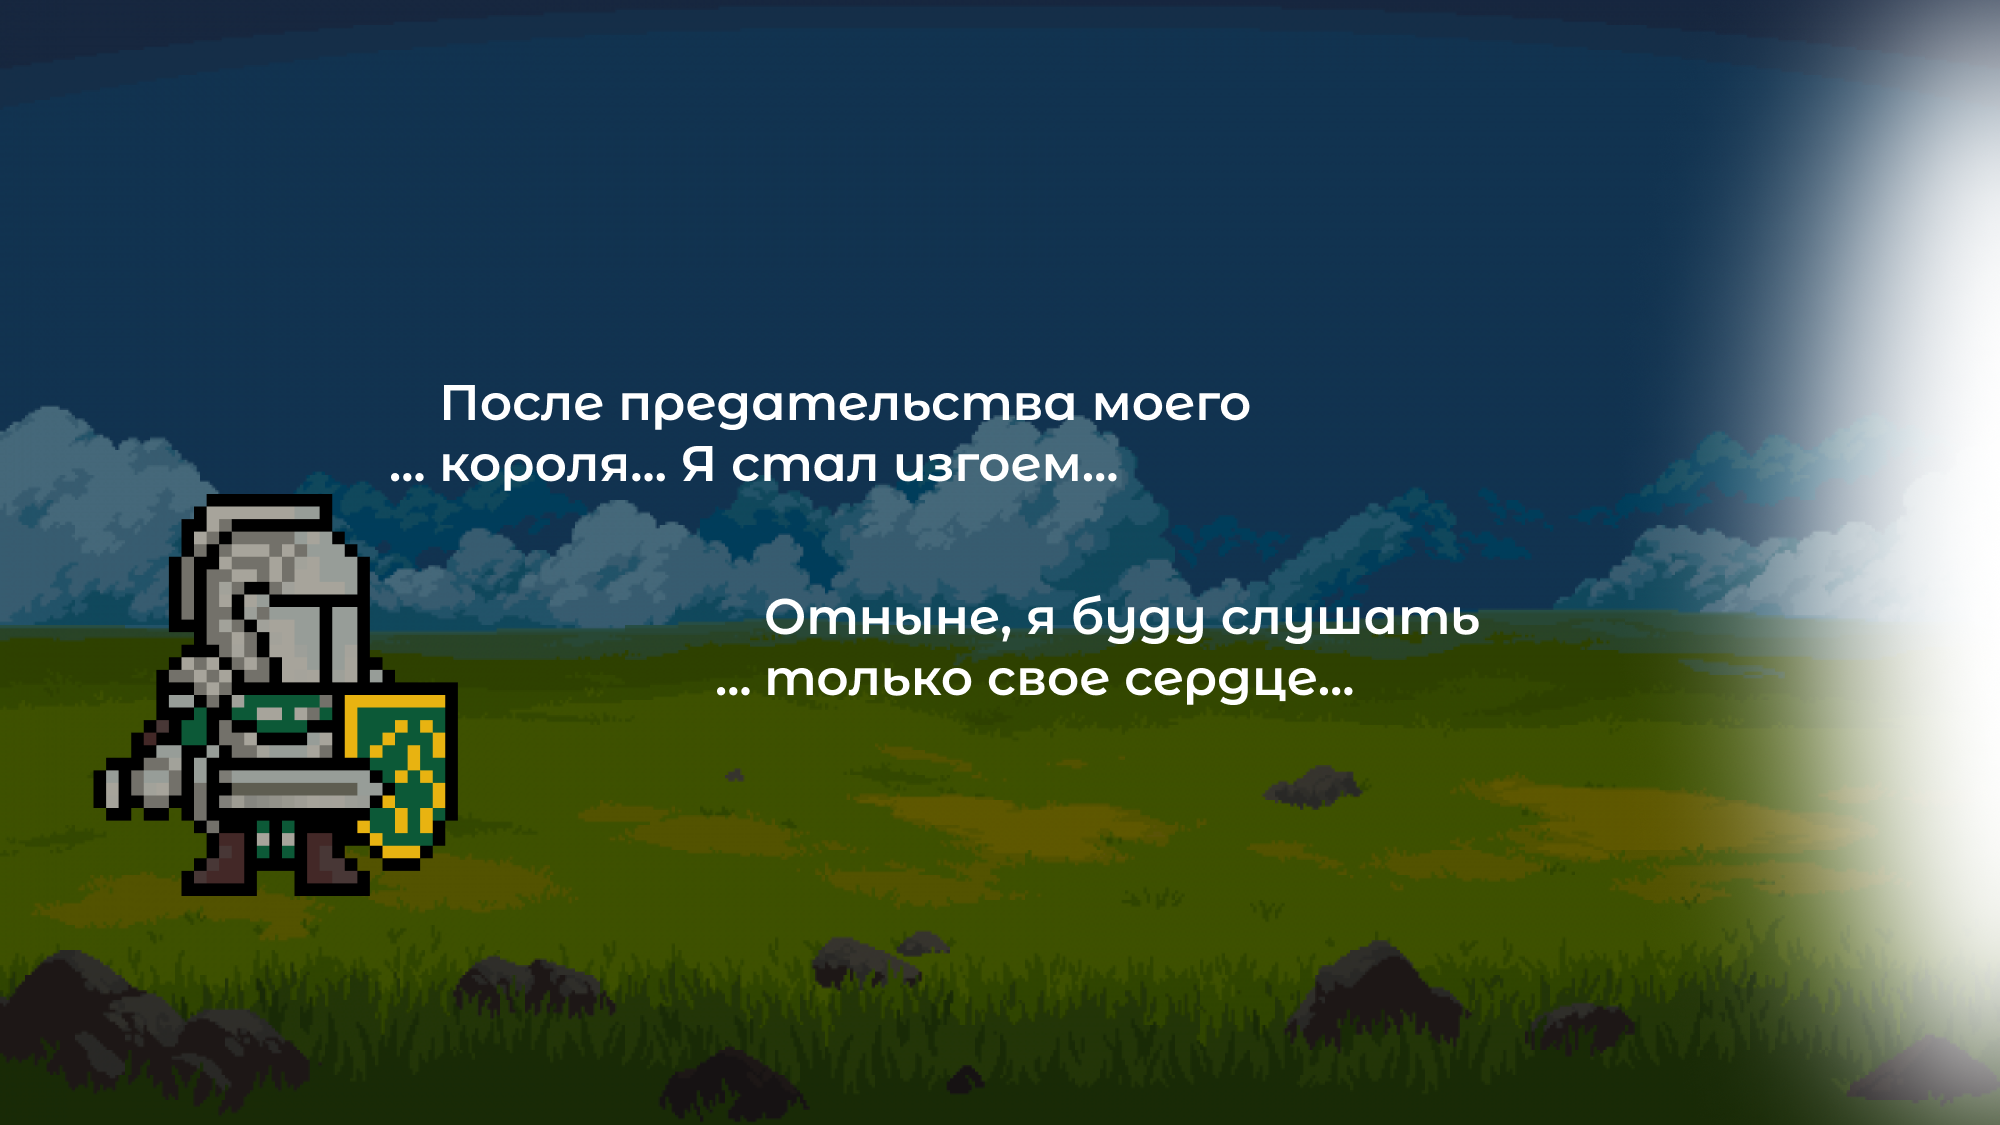 После предательства моего
... короля... Я стал изгоем...
Отныне, я буду слушать
... только свое сердце...